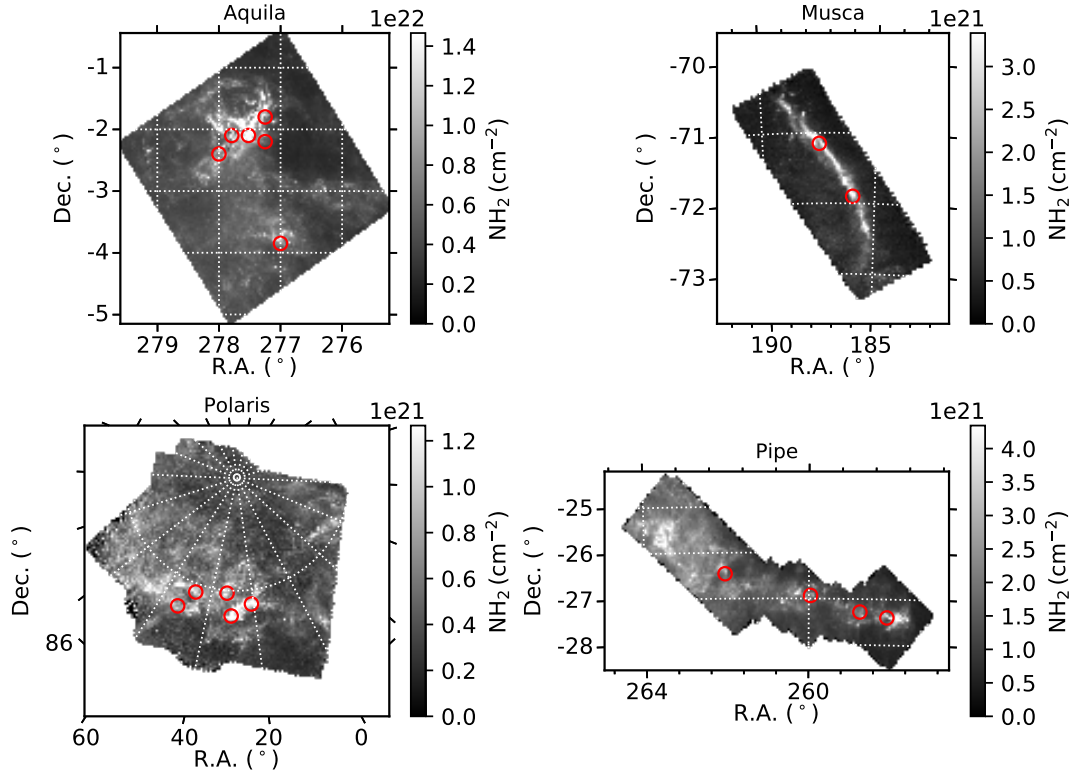 Aquila
1e22
-1
-2
-3
-4
-5
Dec. (°)
279
278
277
276
R.A. (°)
1.4
1.2
1.0
0.8
0.6
0.4
0.2
0.0
NH₂ (cm⁻²)
Musca
1e21
-70
-71
-72
-73
Dec. (°)
190
185
R.A. (°)
3.0
2.5
2.0
1.5
1.0
0.5
0.0
NH₂ (cm⁻²)
Polaris
1e21
86
Dec. (°)
60
40
20
0
R.A. (°)
1.2
1.0
0.8
0.6
0.4
0.2
0.0
NH₂ (cm⁻²)
Pipe
1e21
-25
-26
-27
-28
Dec. (°)
264
260
R.A. (°)
4.0
3.5
3.0
2.5
2.0
1.5
1.0
0.5
0.0
NH₂ (cm⁻²)